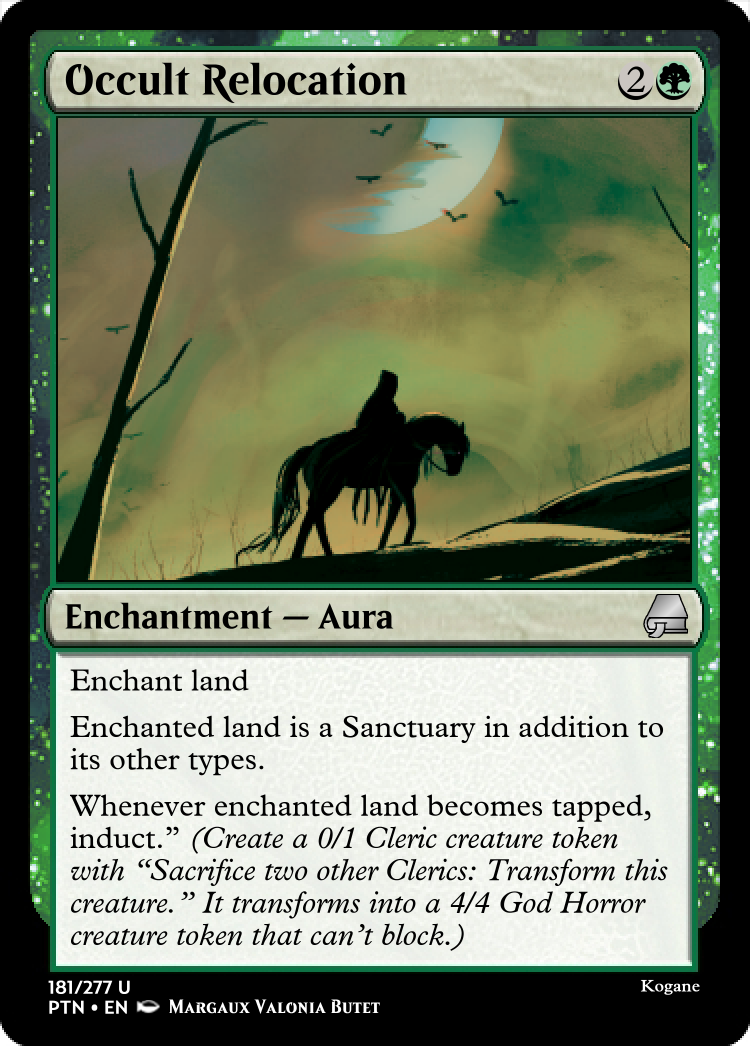 Occult Relocation 2
Enchantment — Aura
Enchant land
Enchanted land is a Sanctuary in addition to
its other types.
Whenever enchanted land becomes tapped,
induct.” (Create a 0/1 Cleric creature token
with “Sacrifice two other Clerics: Transform this
creature.” It transforms into a 4/4 God Horror
creature token that can’t block.)
181/277 U
Kogane
PTN • EN Margaux Valonia Butet